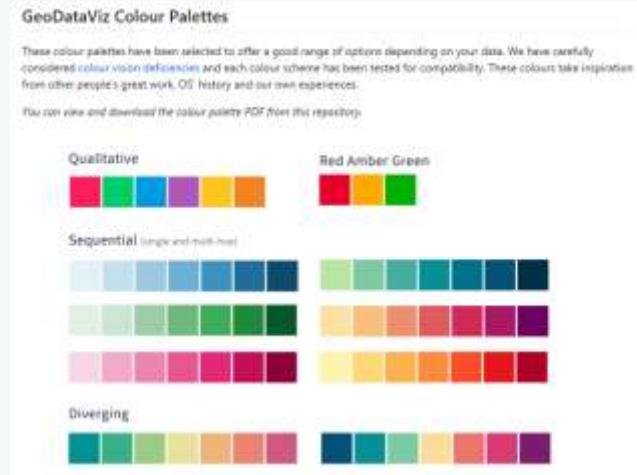 GeoDataViz Colour Palettes
These colour palettes have been selected to offer a good range of options depending on your data. We have carefully
considered colour vision deficiencies and each colour scheme has been tested for compatibility. These colours take inspiration
from other people's great work, OS' history and our own experiences.
You can view and download the colour palette PDF from this repository.
Qualitative
Red Amber Green
Sequential (single and multi-hue)
Diverging